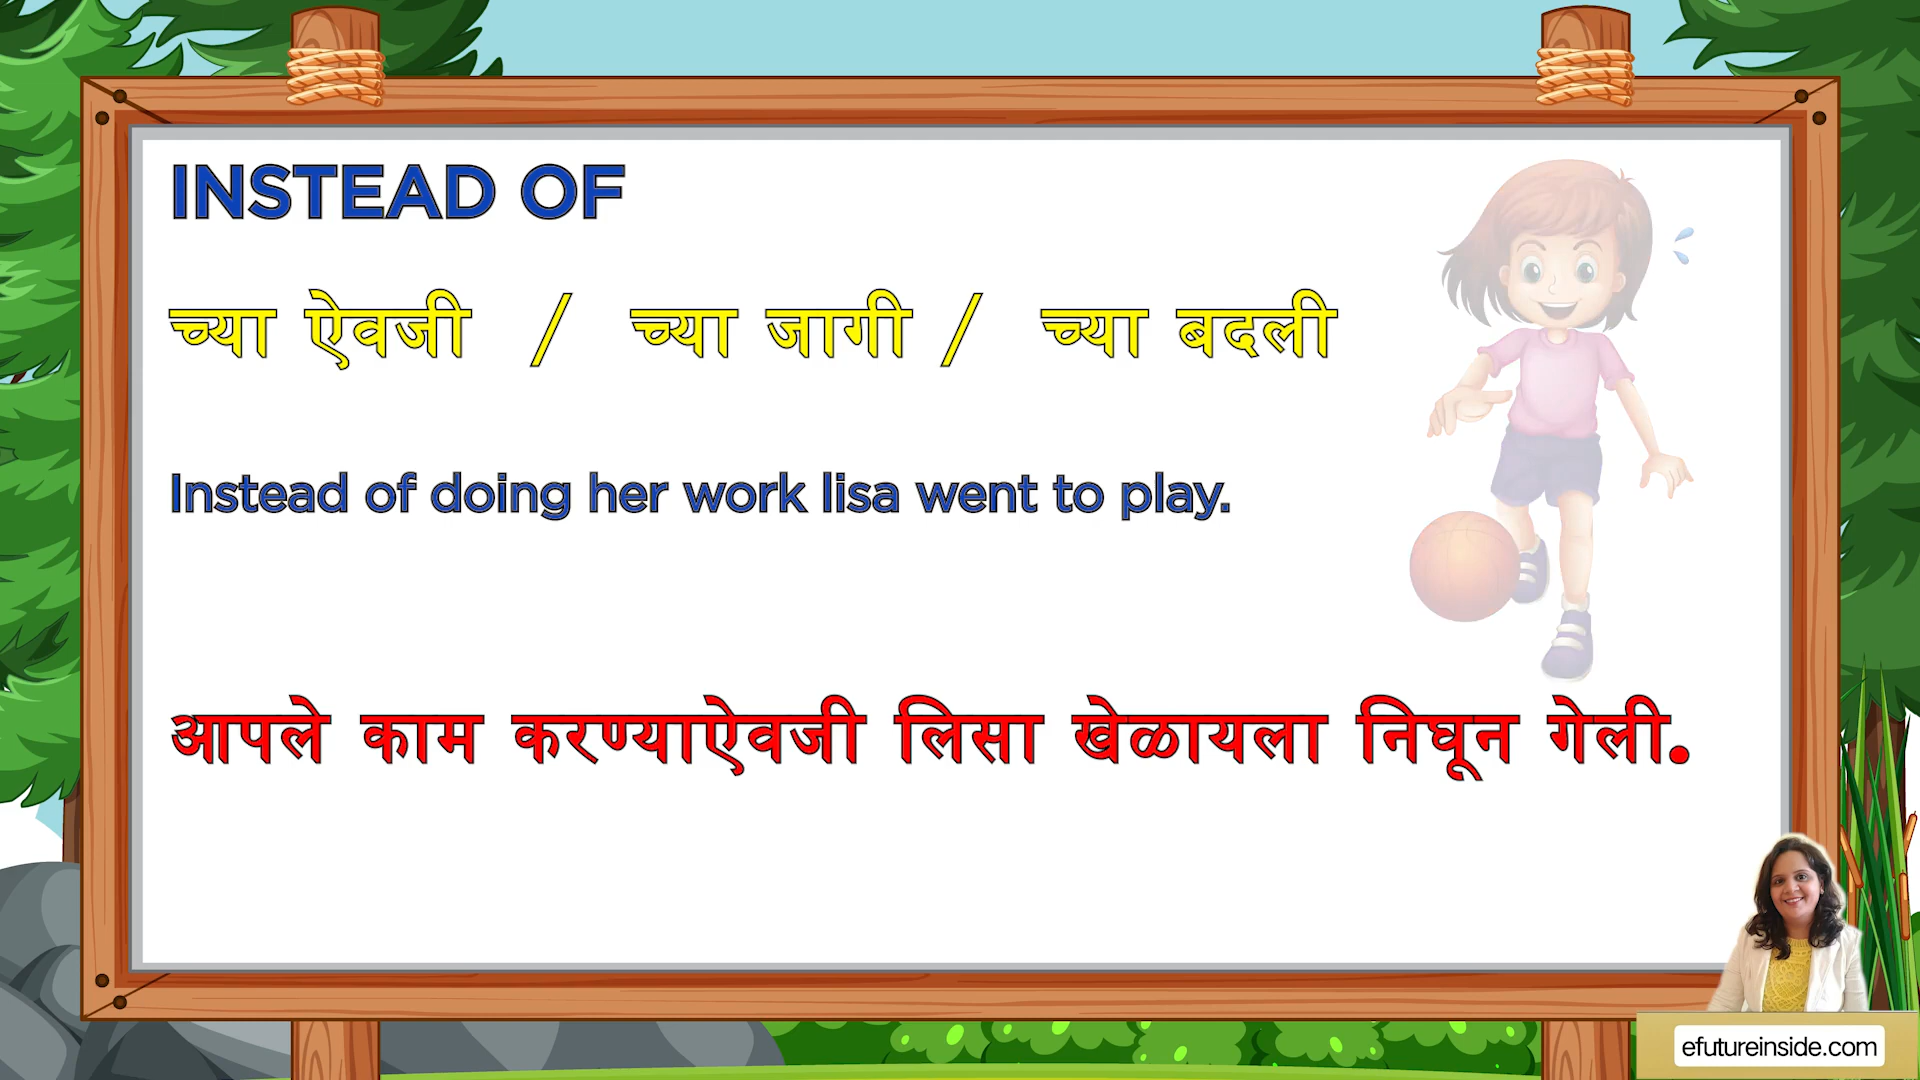 INSTEAD OF
च्या ऐवजी / च्या जागी / च्या बदली
Instead of doing her work lisa went to play.
आपले काम करण्याऐवजी लिसा खेळायला निघून गेली.
efutureinside.com